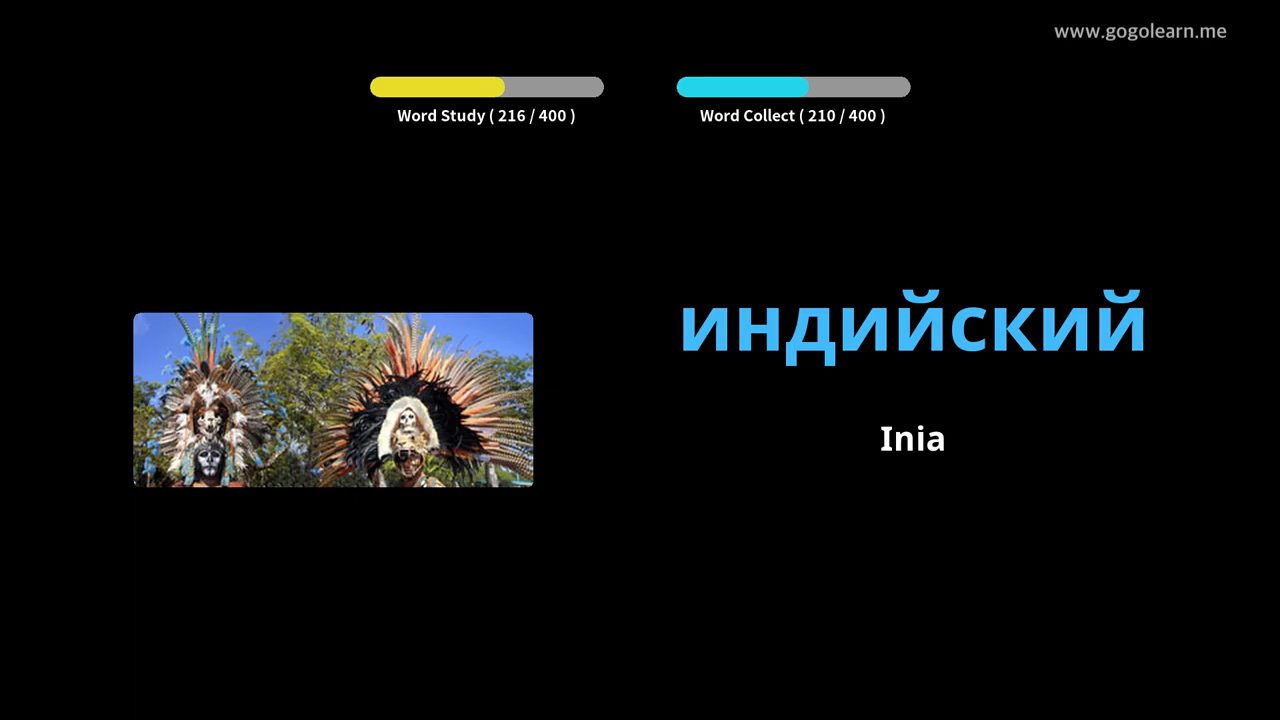 www.gogolearn.me
Word Study ( 216 / 400 )
Word Collect ( 210 / 400 )
индийский
Inia